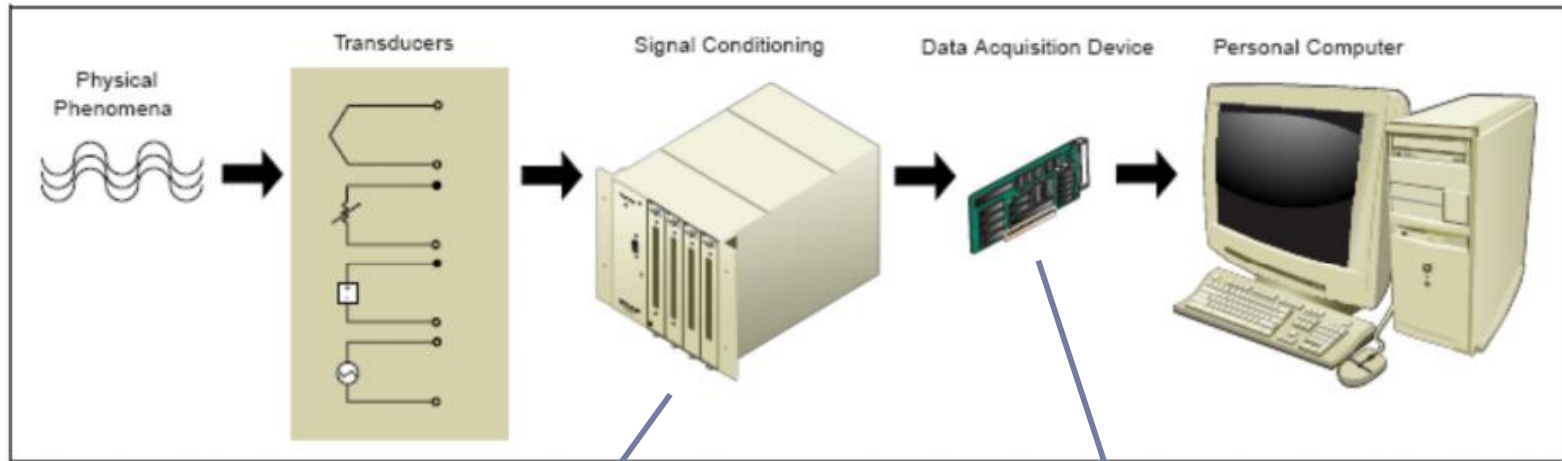 Physical
Phenomena
Transducers
Signal Conditioning
Data Acquisition Device
Personal Computer